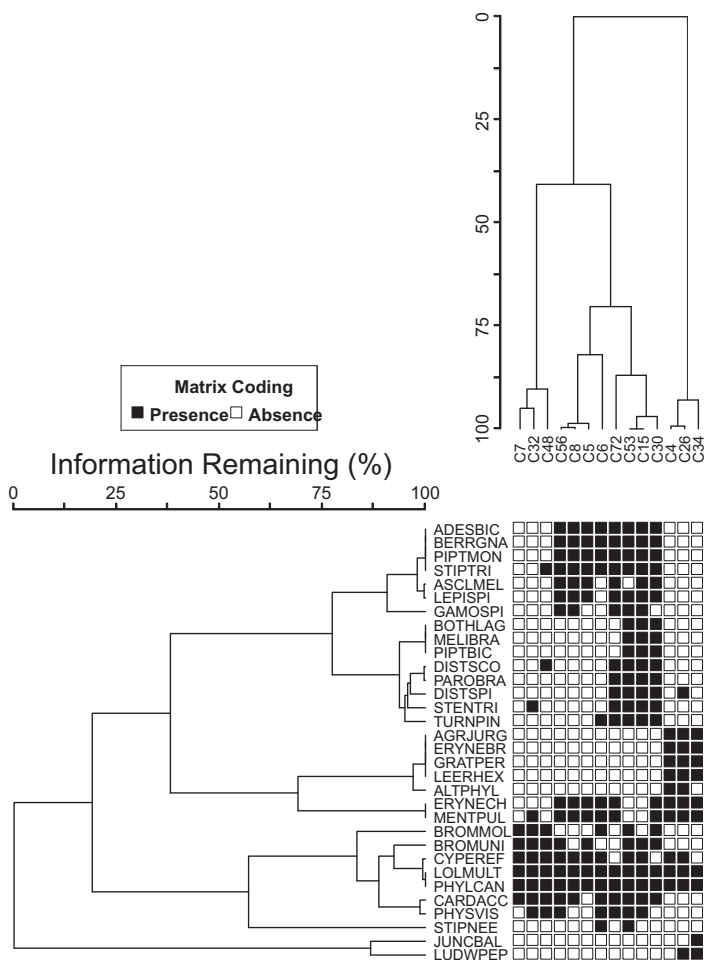 0
25
50
75
100
C7 C32 C48 C56 C8 C5 C6 C72 C53 C15 C30 C4 C26 C34
Matrix Coding
Presence Absence
Information Remaining (%)
0 25 50 75 100
ADESBIC
BERRGNA
PIPTMON
STIPTRI
ASCLMEL
LEPISPI
GAMOSPI
BOTHLAG
MELIBRA
PIPTBIC
DISTSCO
PAROBRA
DISTSPI
STENTRI
TURNPIN
AGRJURG
ERYNEBR
GRATPER
LEERHEX
ALTPHYL
ERYNECH
MENTPUL
BROMMOL
BROMUNI
CYPEREF
LOLMULT
PHYLCAN
CARDACC
PHYSVIS
STIPNEE
JUNCBAL
LUDWPEP